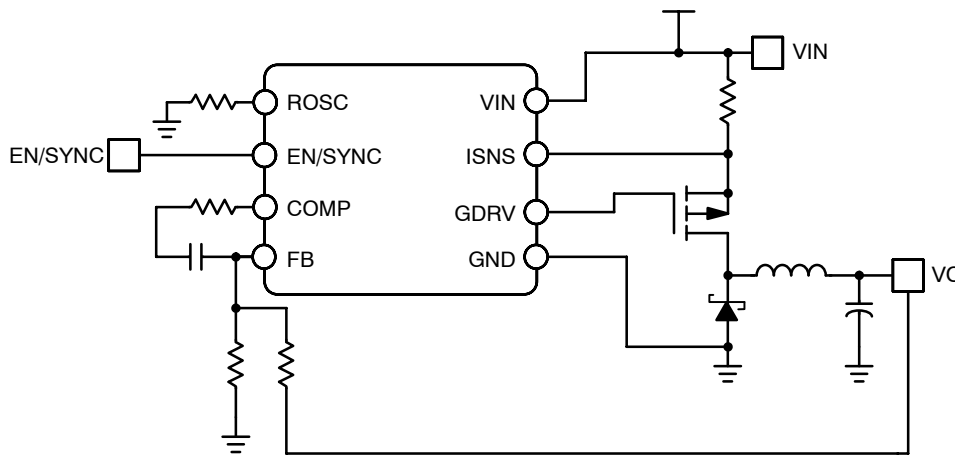 VIN
ROSC
VIN
EN/SYNC
EN/SYNC
ISNS
COMP
GDRV
FB
GND